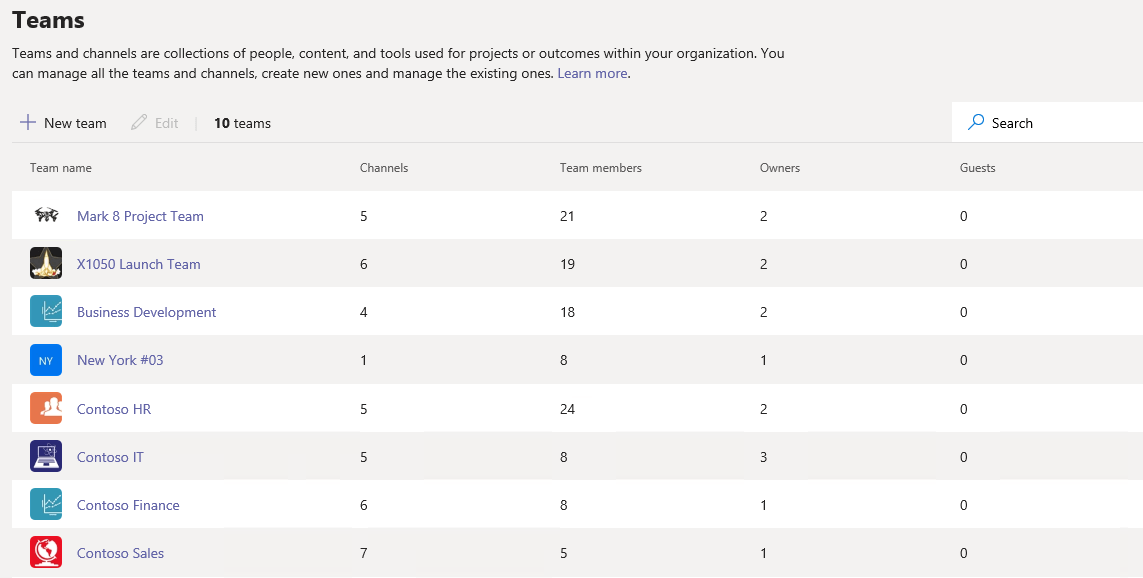 Teams
Teams and channels are collections of people, content, and tools used for projects or outcomes within your organization. You
can manage all the teams and channels, create new ones and manage the existing ones. Learn more.
New team Edit | 10 teams Search
Team name Channels Team members Owners Guests
Mark 8 Project Team 5 21 2 0
X1050 Launch Team 6 19 2 0
Business Development 4 18 2 0
NY New York #03 1 8 1 0
Contoso HR 5 24 2 0
Contoso IT 5 8 3 0
Contoso Finance 6 8 1 0
Contoso Sales 7 5 1 0